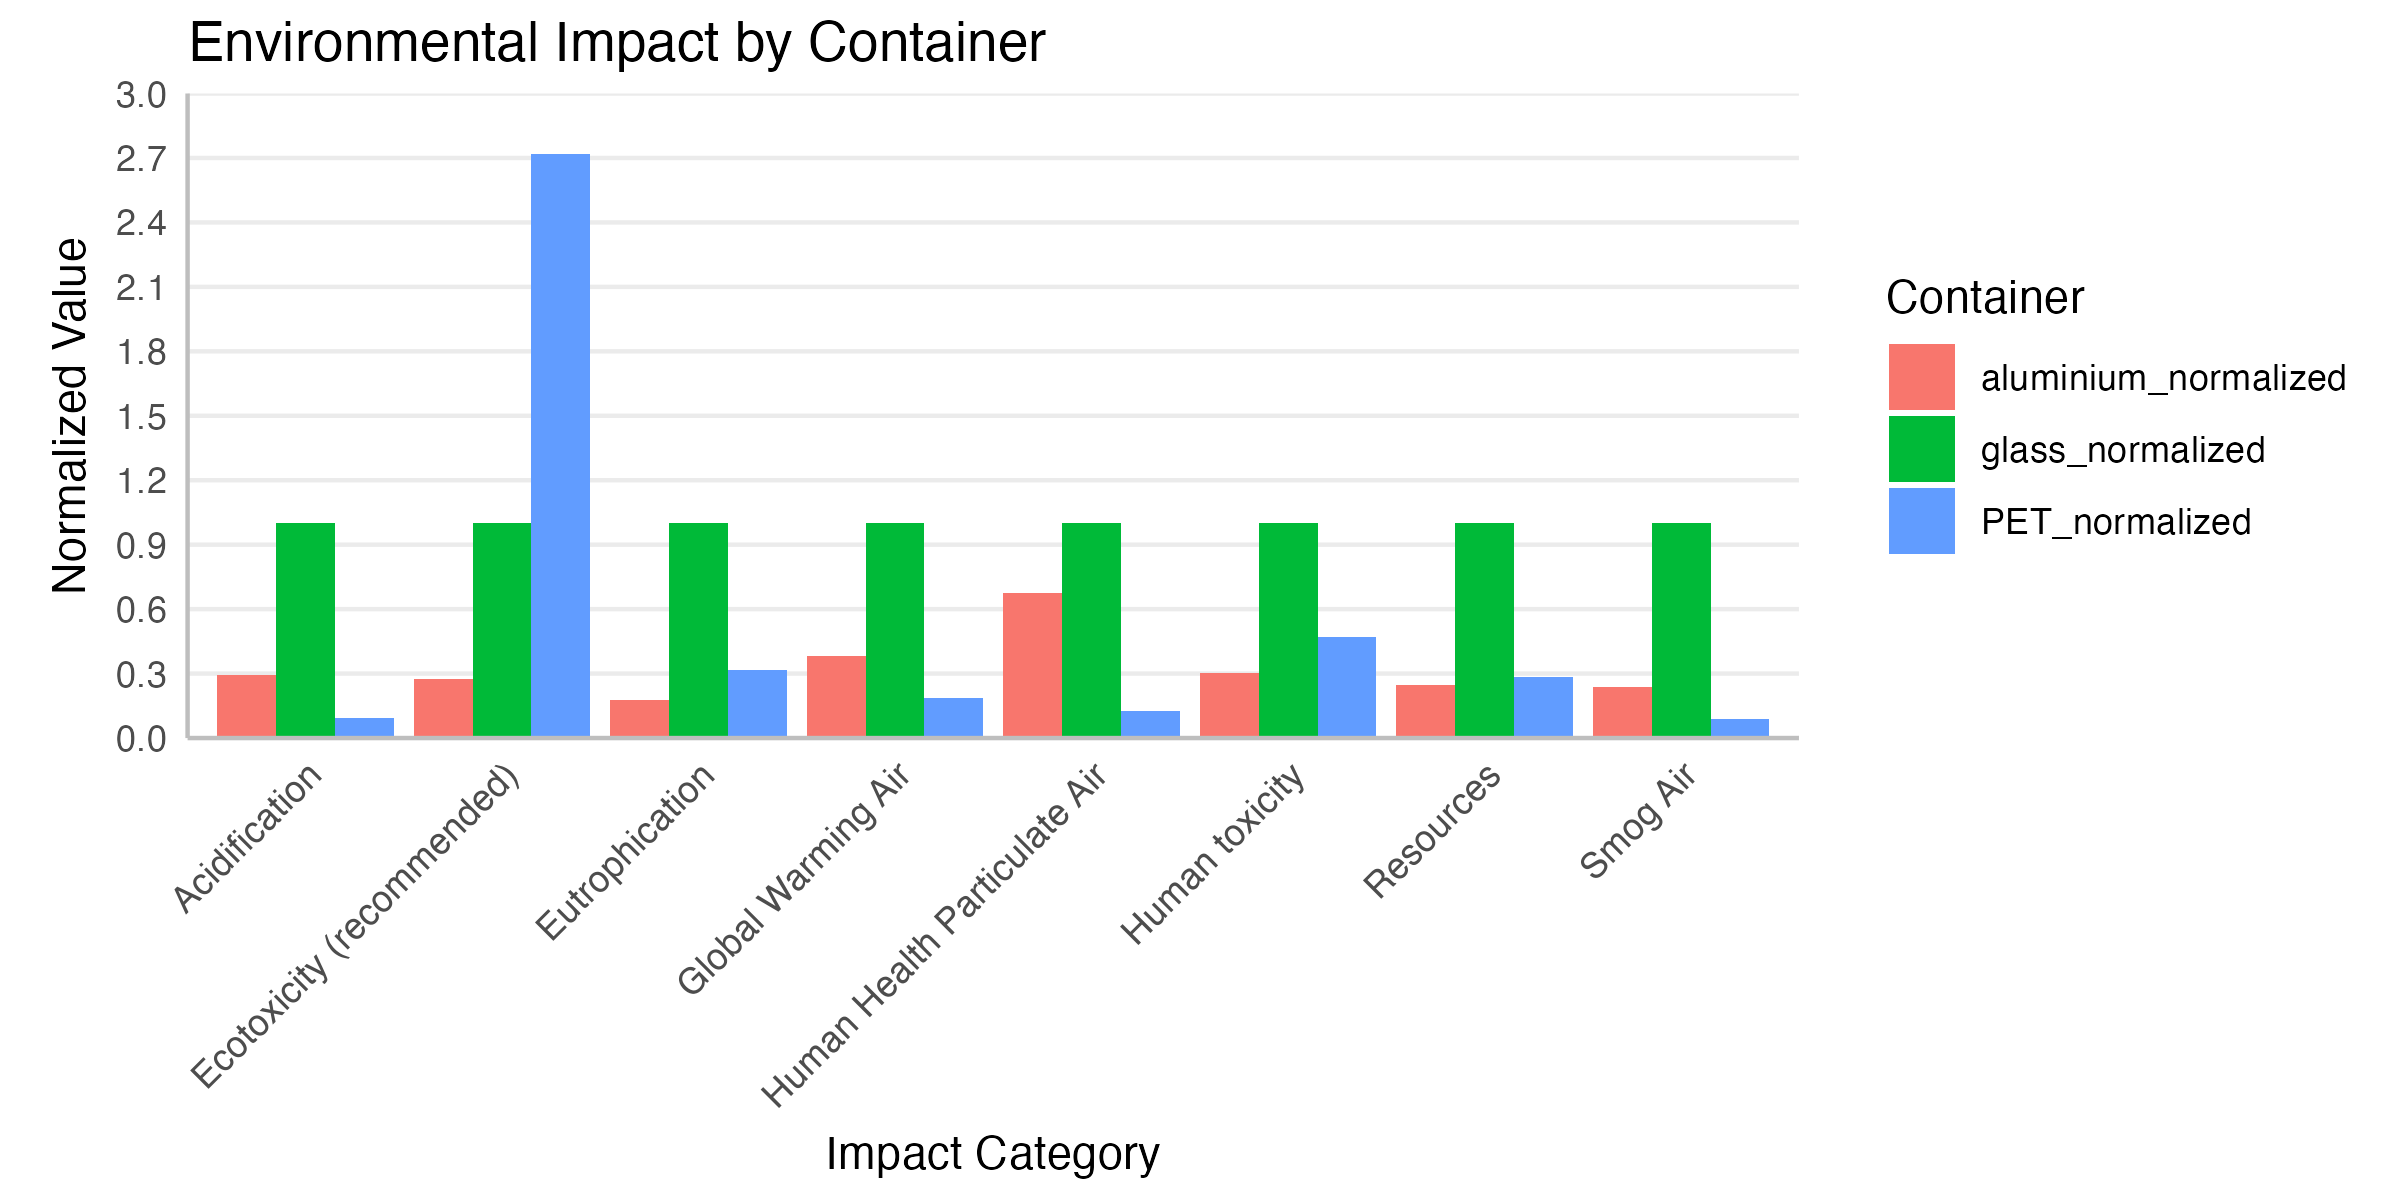 Environmental Impact by Container
3.0
2.7
2.4
2.1
1.8
1.5
1.2
0.9
0.6
0.3
0.0
Normalized Value
Acidification
Ecotoxicity (recommended)
Eutrophication
Global Warming Air
Human Health Particulate Air
Human toxicity
Resources
Smog Air
Impact Category
Container
aluminium_normalized
glass_normalized
PET_normalized